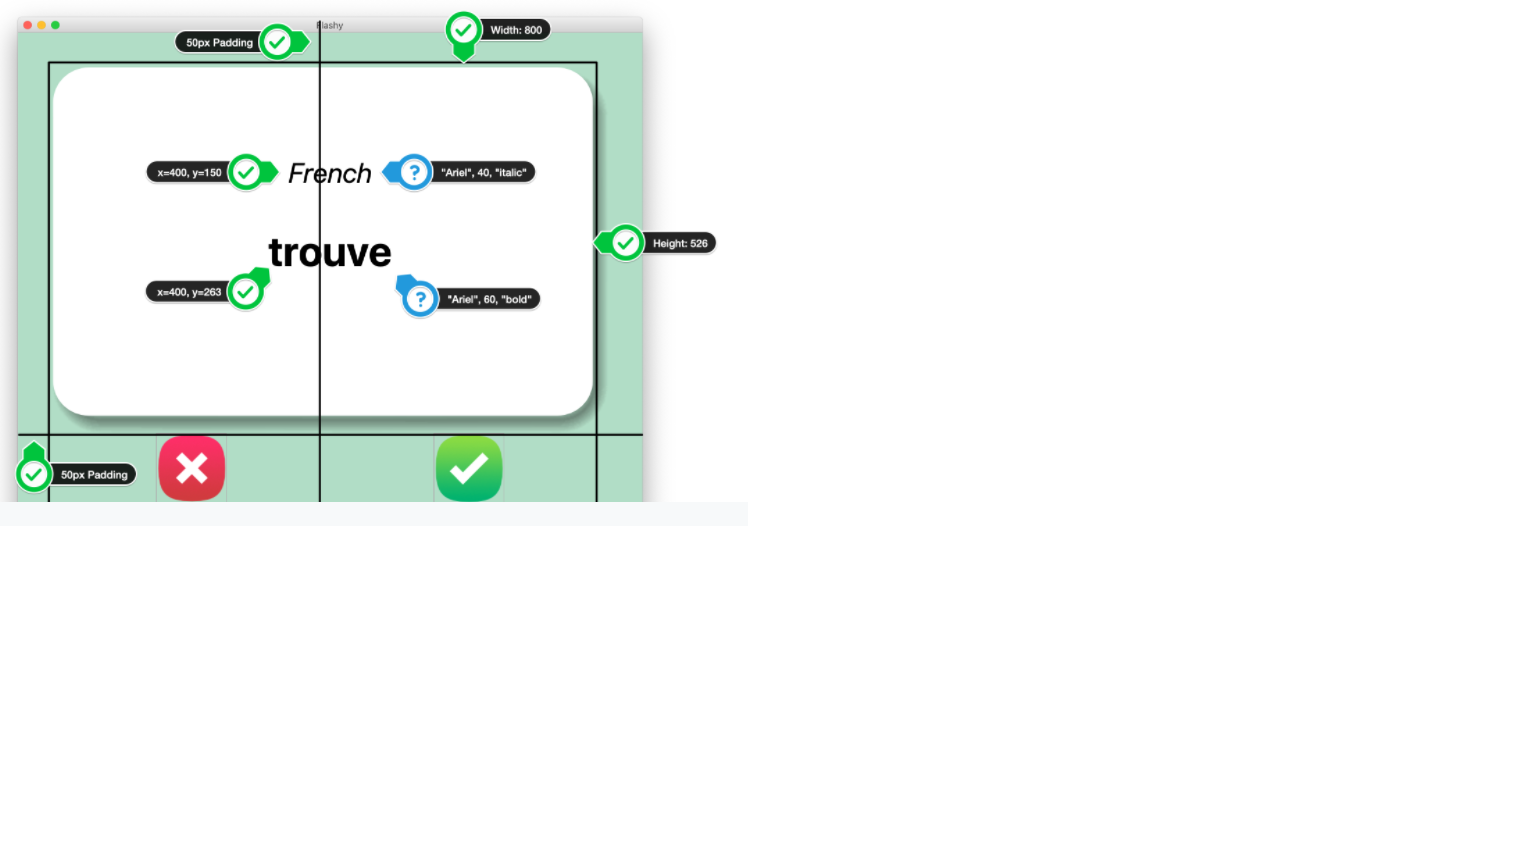 Flashy
Width: 800
50px Padding
x=400, y=150
French
"Ariel", 40, "italic"
trouve
Height: 526
x=400, y=263
"Ariel", 60, "bold"
50px Padding